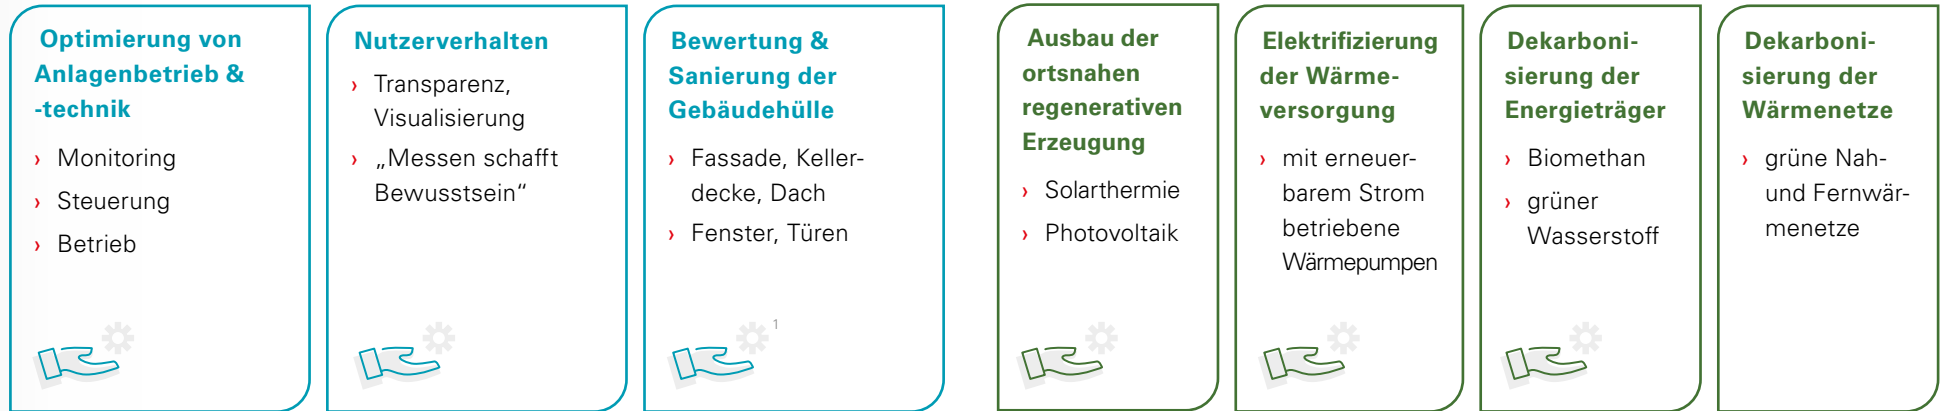 Optimierung von
Anlagenbetrieb &
-technik
› Monitoring
› Steuerung
› Betrieb
Nutzerverhalten
› Transparenz,
Visualisierung
› „Messen schafft
Bewusstsein“
Bewertung &
Sanierung der
Gebäudehülle
› Fassade, Keller-
decke, Dach
› Fenster, Türen
1
Ausbau der
ortsnahen
regenerativen
Erzeugung
› Solarthermie
› Photovoltaik
Elektrifizierung
der Wärme-
versorgung
› mit erneuer-
barem Strom
betriebene
Wärmepumpen
Dekarboni-
sierung der
Energieträger
› Biomethan
› grüner
Wasserstoff
Dekarboni-
sierung der
Wärmenetze
› grüne Nah-
und Fernwär-
menetze